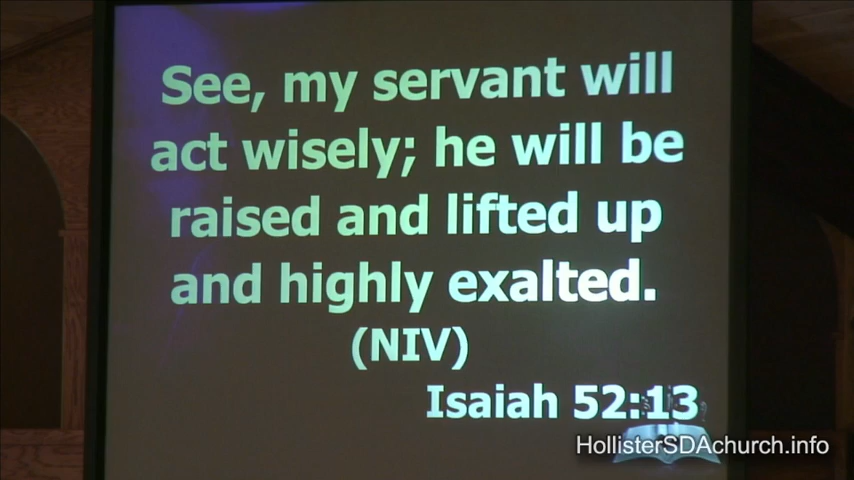 See, my servant will
act wisely; he will be
raised and lifted up
and highly exalted.
(NIV)
Isaiah 52:13
HollisterSDAchurch.info